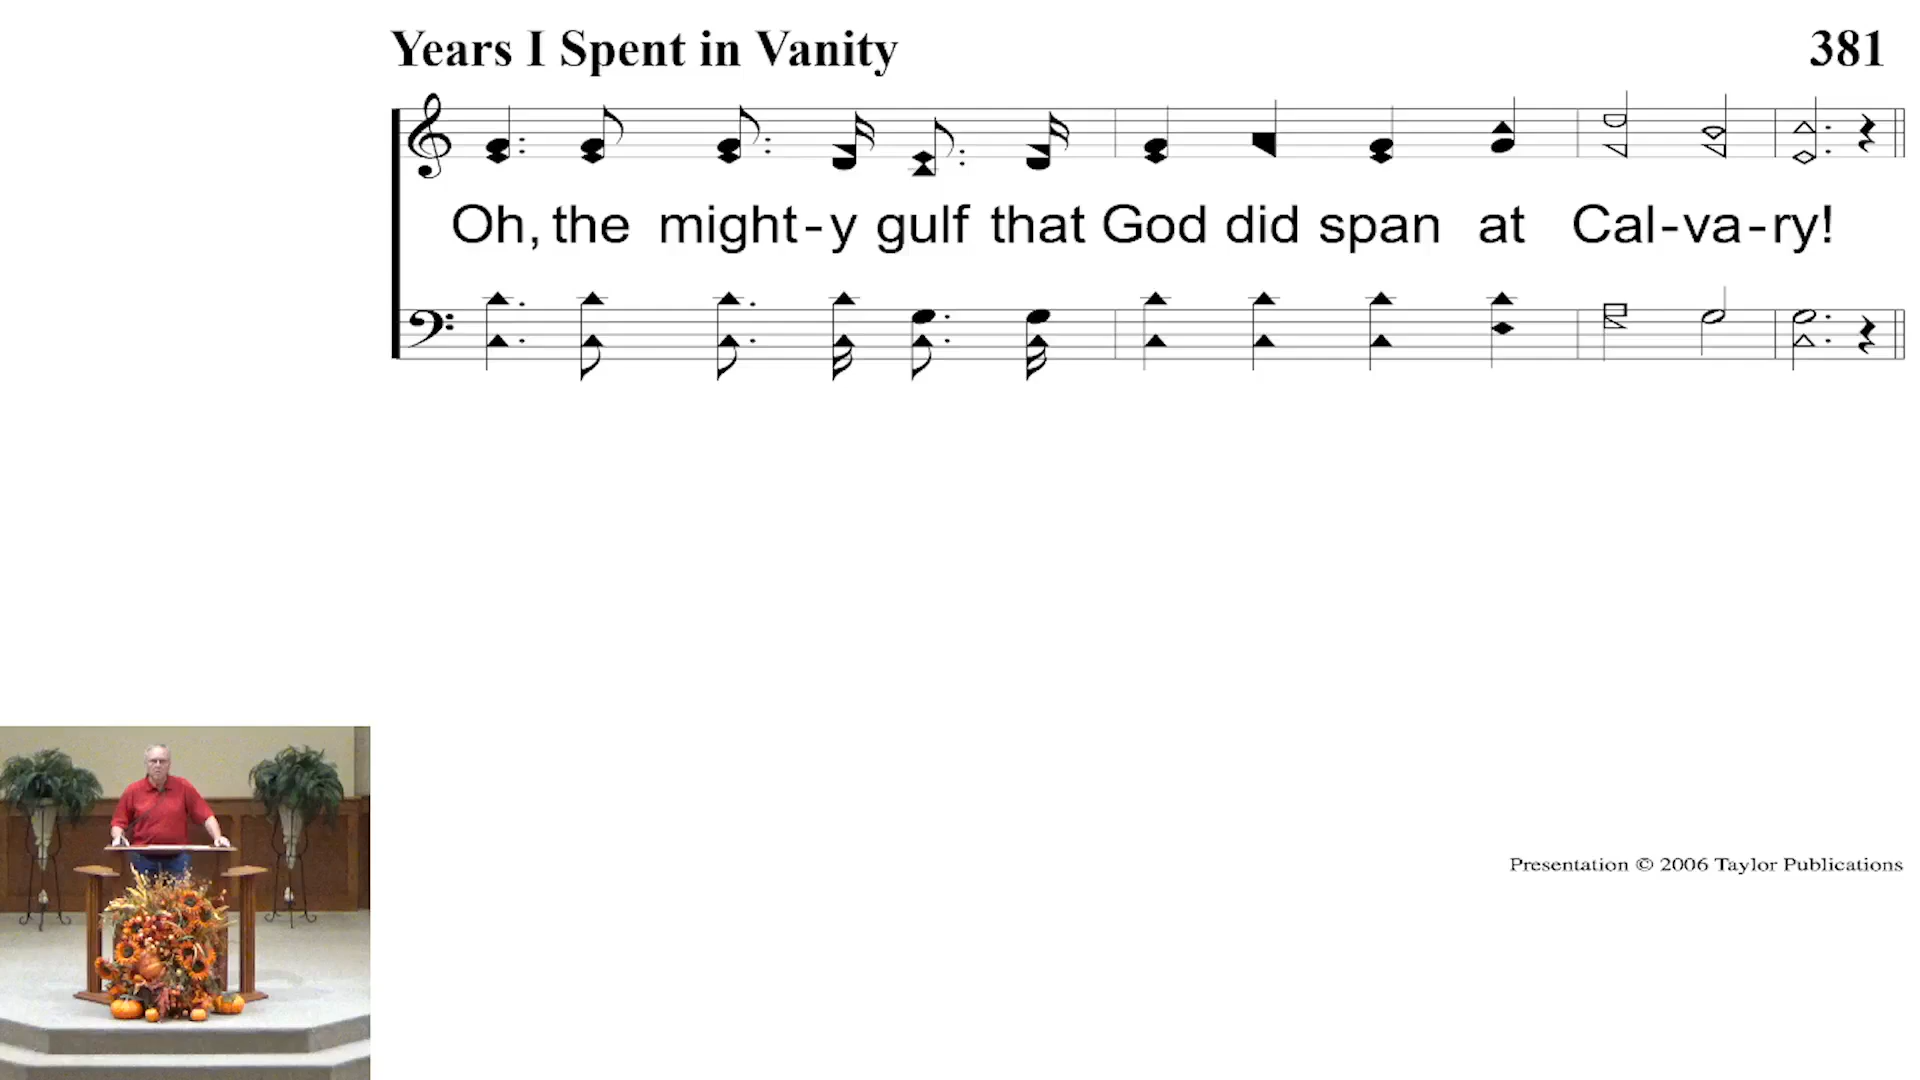 Years I Spent in Vanity 381
Oh, the might-y gulf that God did span at Cal-va-ry!
Presentation © 2006 Taylor Publications